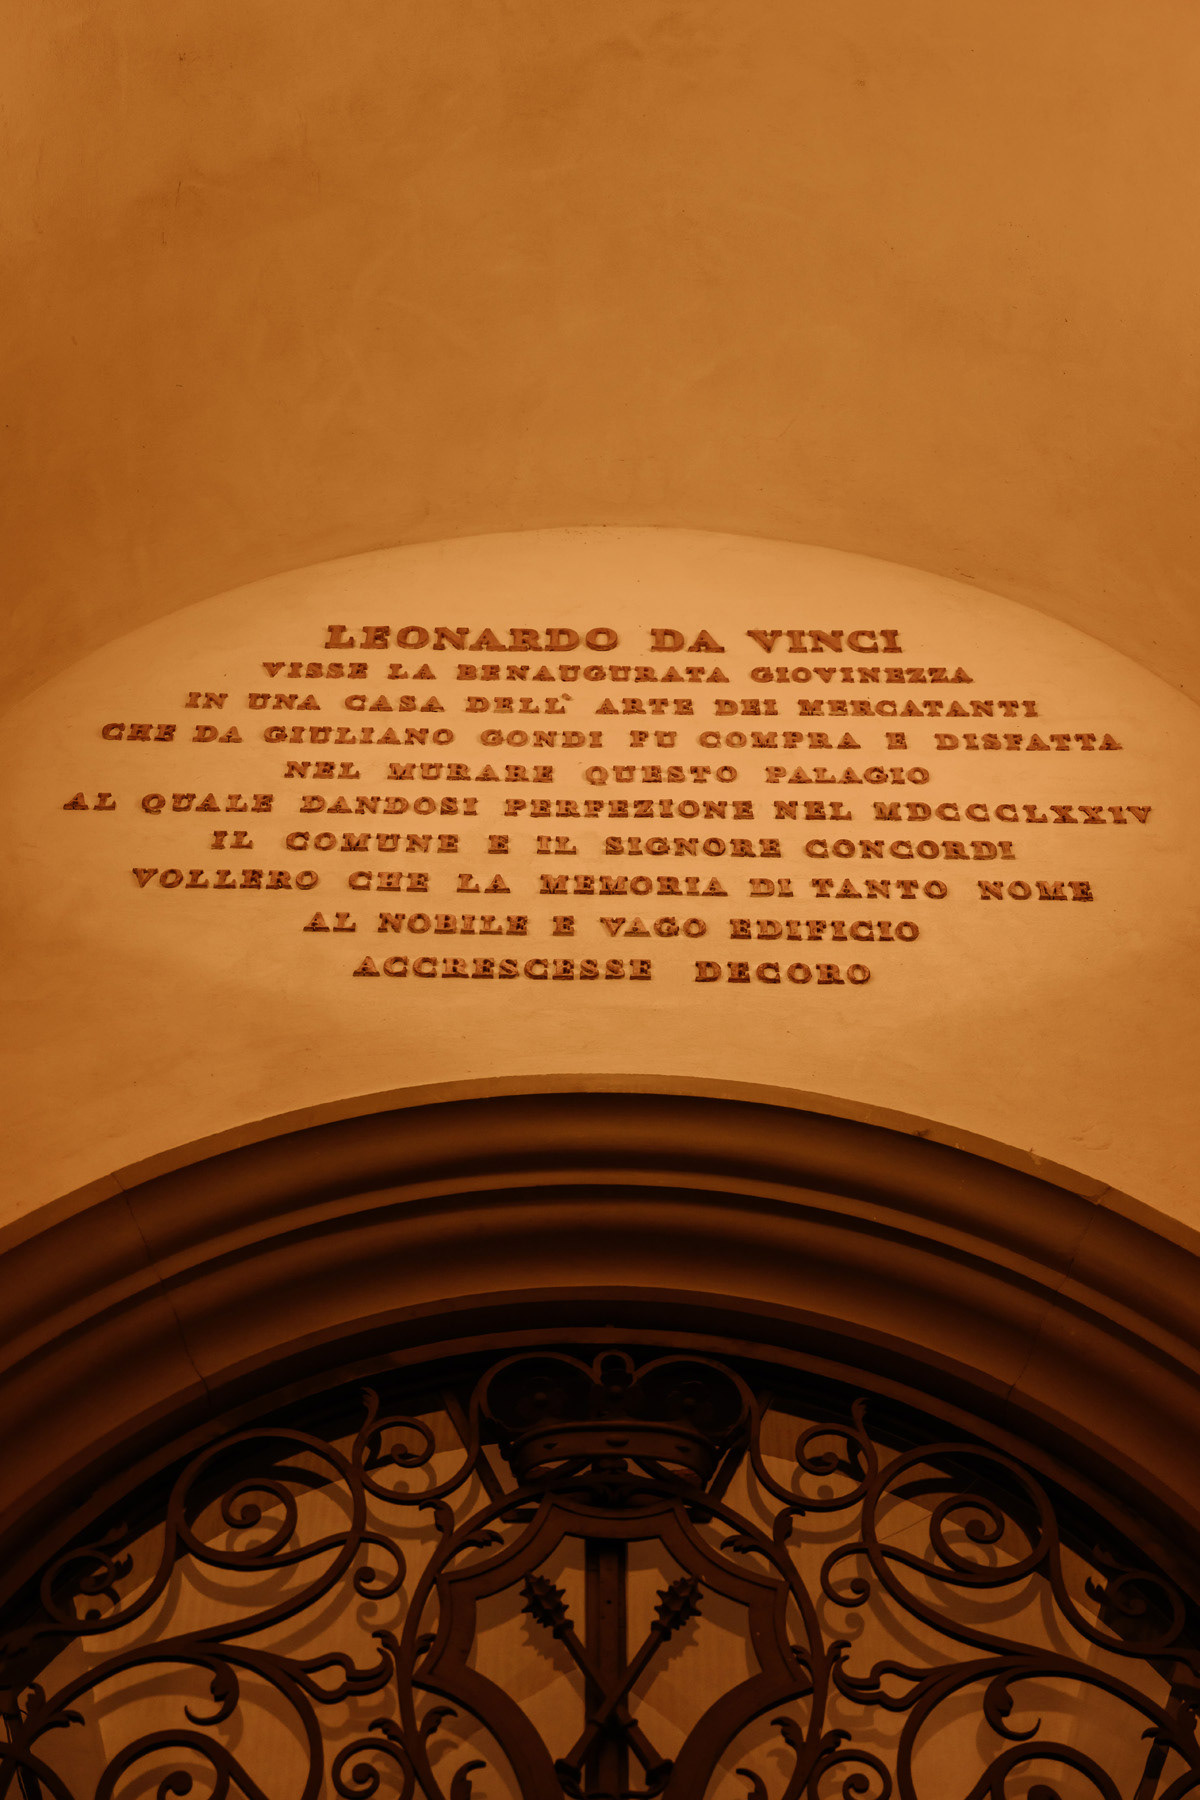 LEONARDO DA VINCI
VISSE LA BENAUGURATA GIOVINEZZA
IN UNA CASA DELL` ARTE DEI MERCATANTI
CHE DA GIULIANO GONDI FU COMPRA E DISFATTA
NEL MURARE QUESTO PALAGIO
AL QUALE DANDOSI PERFEZIONE NEL MDCCCLXXIV
IL COMUNE E IL SIGNORE CONCORDI
VOLLERO CHE LA MEMORIA DI TANTO NOME
AL NOBILE E VAGO EDIFICIO
ACCRESCESSE DECORO